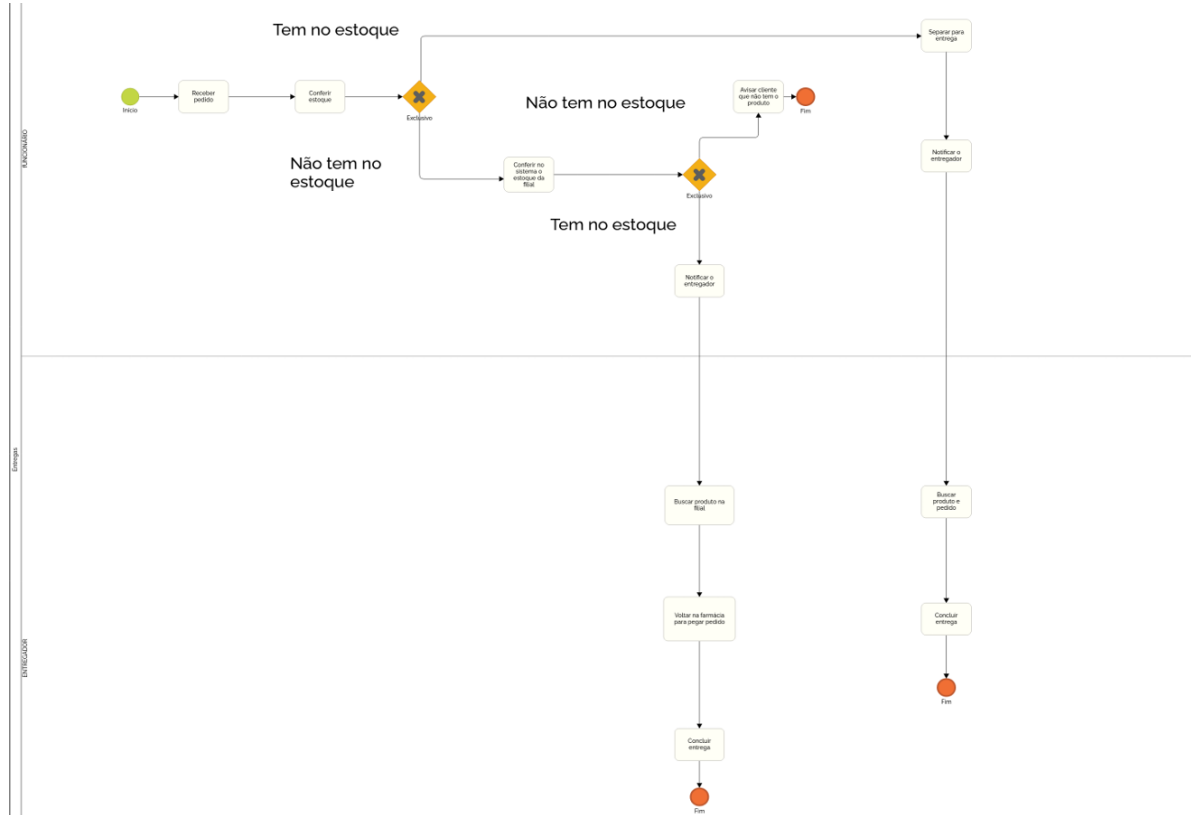 Tem no estoque
Separar para
entrega
Receber
pedido
Conferir
estoque
Avisar cliente
que não tem o
produto
Não tem no estoque
Início
Exclusivo
Fim
FUNCIONÁRIO
Não tem no
estoque
Conferir no
sistema o
estoque da
filial
Notificar o
entregador
Exclusivo
Tem no estoque
Notificar o
entregador
Entregas
Buscar produto na
filial
Buscar
produto e
pedido
Voltar na farmácia
para pegar pedido
Concluir
entrega
ENTREGADOR
Fim
Concluir
entrega
Fim